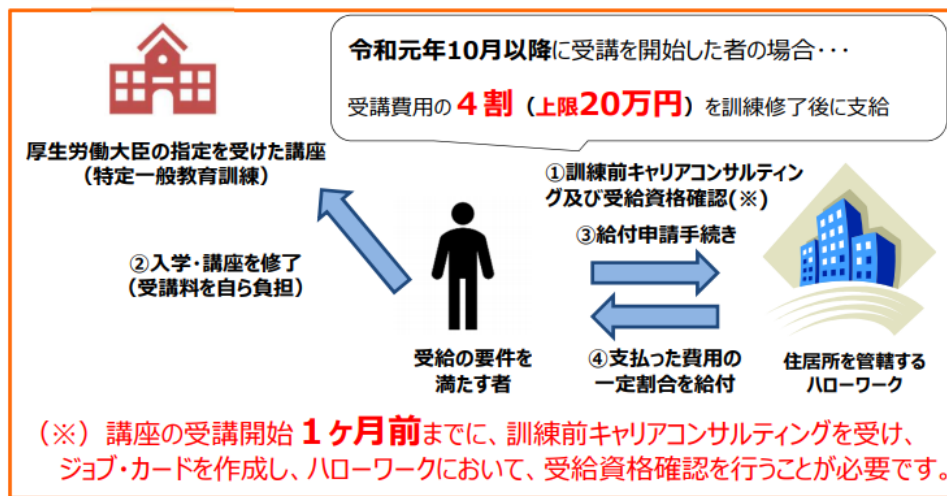 令和元年10月以降に受講を開始した者の場合･･･
受講費用の４割（上限20万円）を訓練修了後に支給
厚生労働大臣の指定を受けた講座
（特定一般教育訓練）
①訓練前キャリアコンサルティン
グ及び受給資格確認(※)
③給付申請手続き
②入学・講座を修了
（受講料を自ら負担）
受給の要件を
満たす者
④支払った費用の
一定割合を給付
住居所を管轄する
ハローワーク
（※）講座の受講開始１ヶ月前までに、訓練前キャリアコンサルティングを受け、
ジョブ・カードを作成し、ハローワークにおいて、受給資格確認を行うことが必要です。